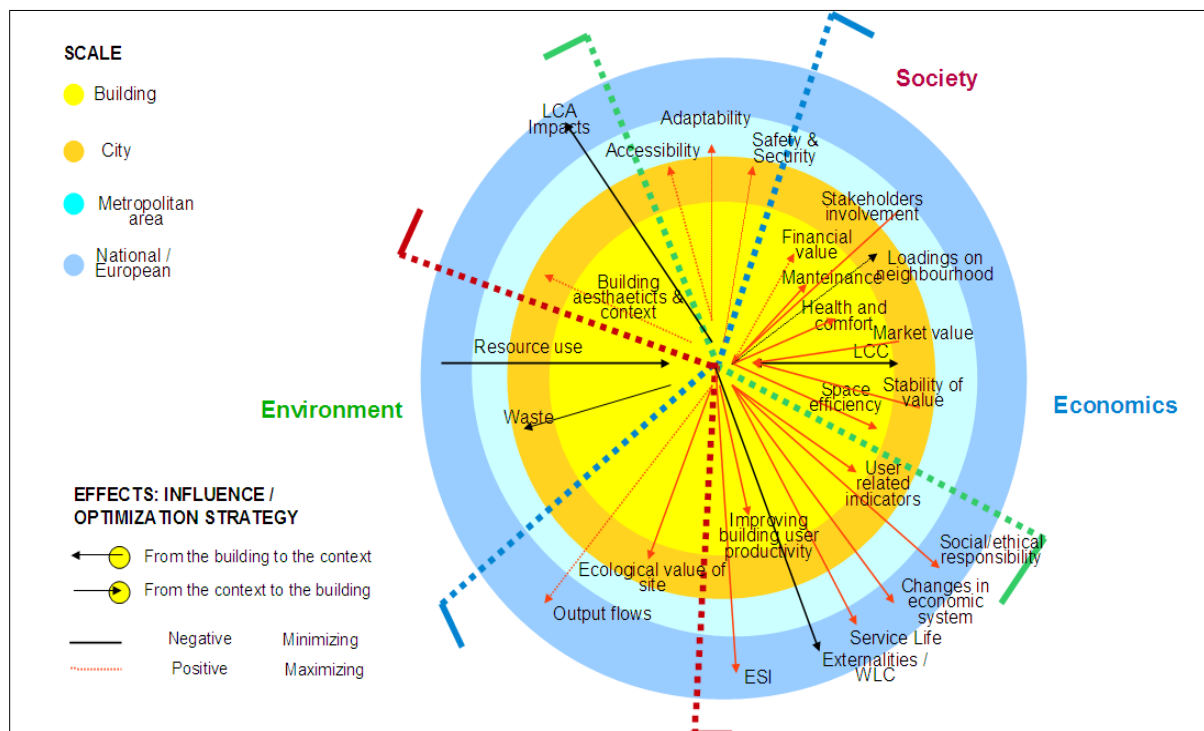 SCALE
Building
City
Metropolitan
area
National /
European
Society
Environment
Economics
LCA
Impacts
Adaptability
Accessibility
Safety &
Security
Stakeholders
involvement
Financial
value
Loadings on
neighbourhood
Manteinance
Building
aesthaeticts &
context
Health and
comfort
Market value
Resource use
LCC
Space
efficiency
Stability of
value
Waste
User
related
indicators
Improving
building user
productivity
Social/ethical
responsibility
Ecological value of
site
Changes in
economic
system
Output flows
Service Life
Externalities /
WLC
ESI
EFFECTS: INFLUENCE /
OPTIMIZATION STRATEGY
From the building to the context
From the context to the building
Negative Minimizing
Positive Maximizing